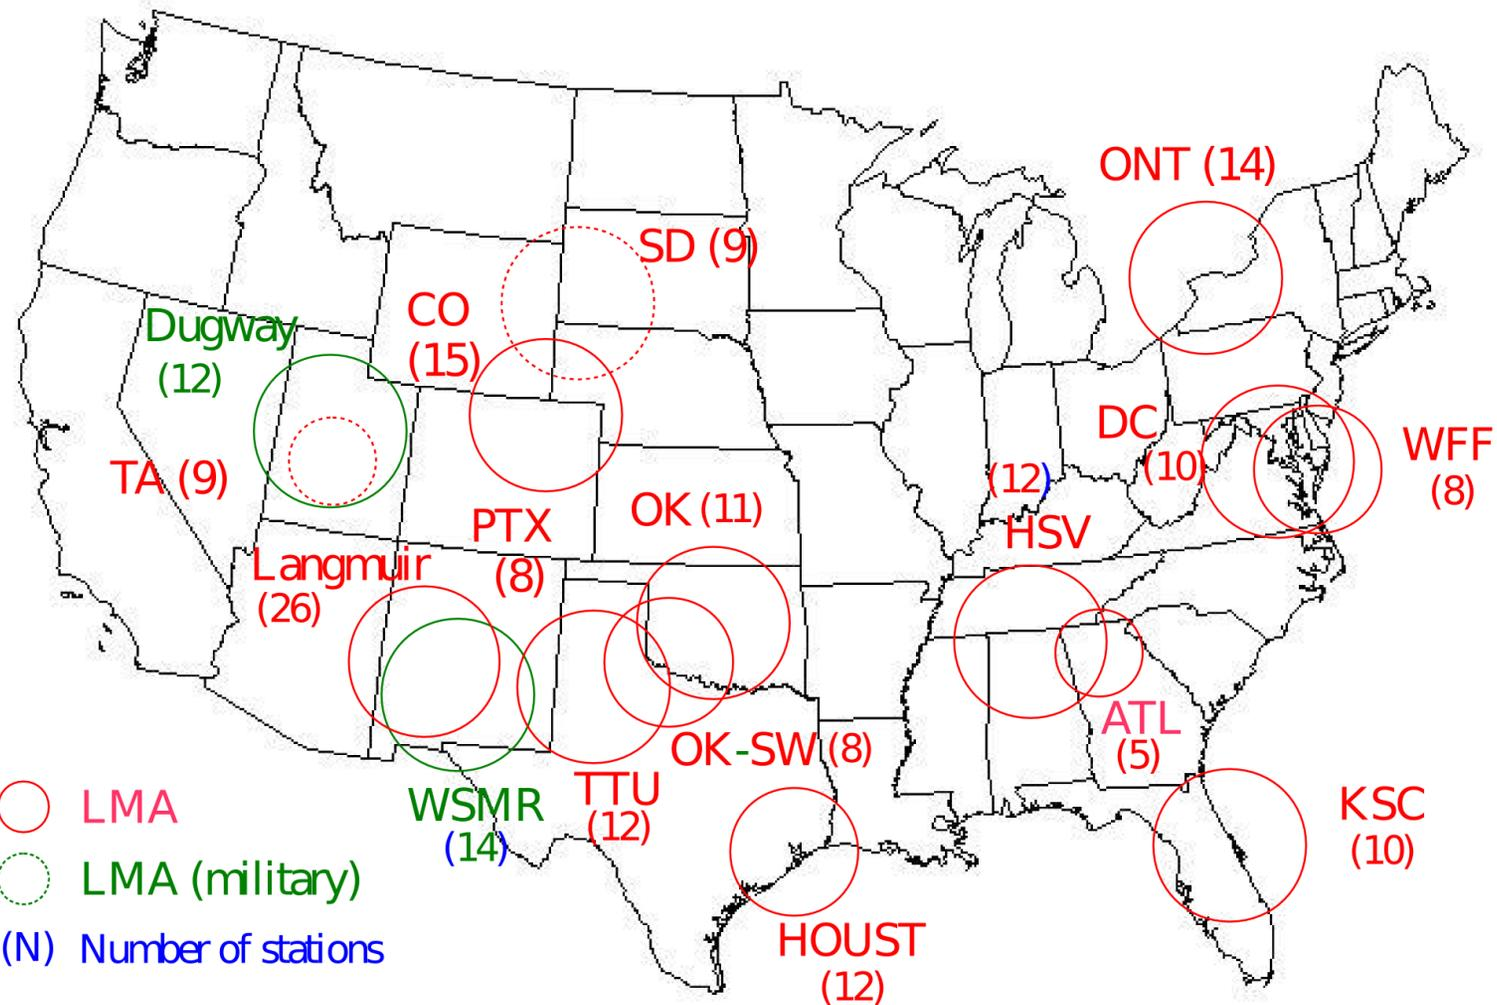 ONT (14)
SD (9)
CO
(15)
Dugway
(12)
DC
(10)
WFF
(8)
TA (9)
(12)
HSV
PTX
(8)
OK (11)
Langmuir
(26)
ATL
(5)
OK-SW (8)
WSMR
(14)
TTU
(12)
KSC
(10)
HOUST
(12)
LMA
LMA (military)
(N) Number of stations